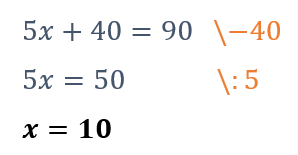 5x + 40 = 90 \−40
5x = 50 \: 5
x = 10